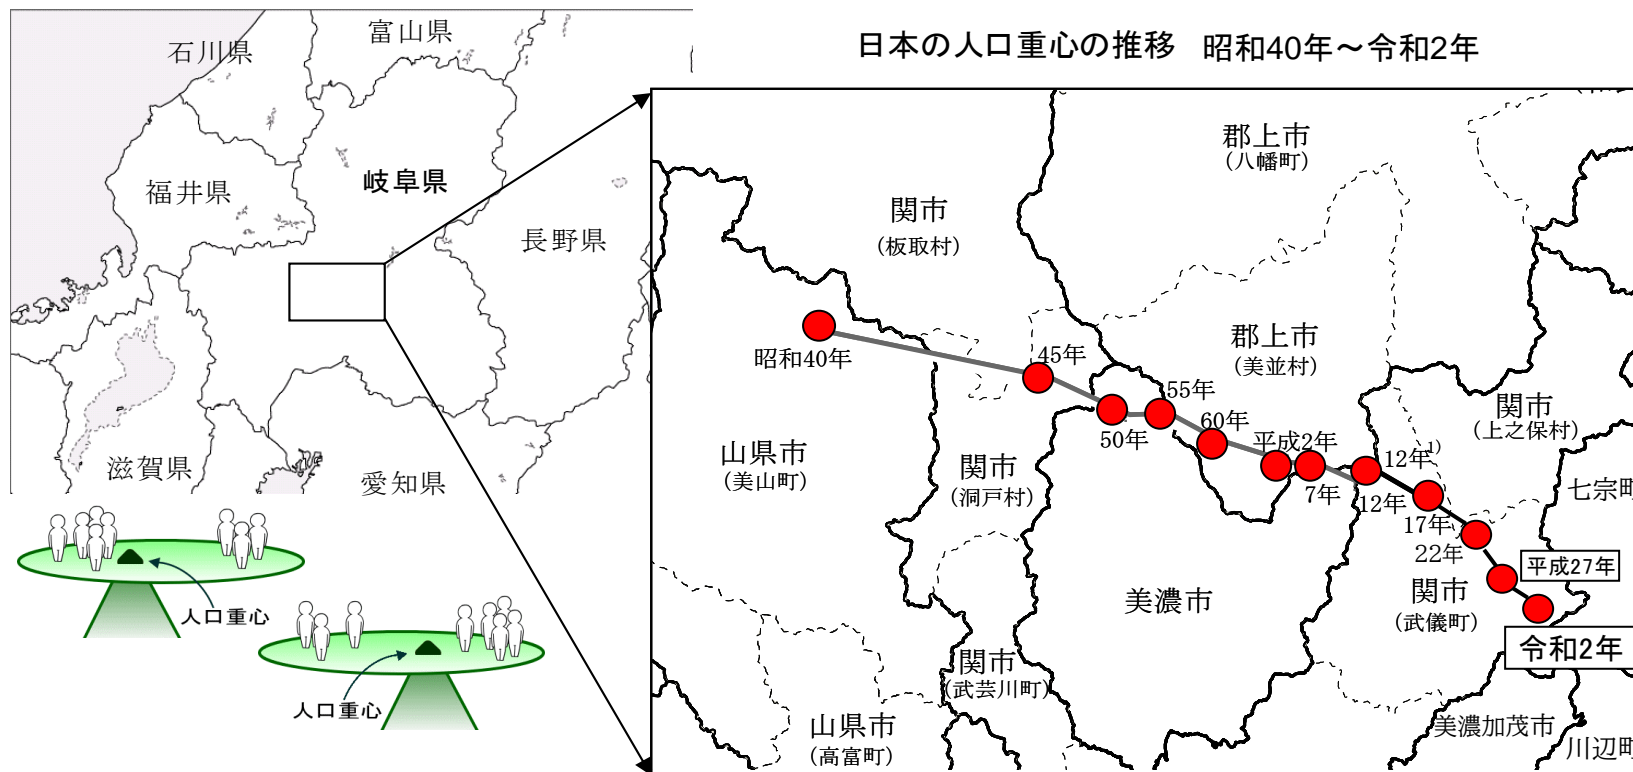 日本の人口重心の推移 昭和40年～令和2年
石川県
富山県
福井県
岐阜県
長野県
滋賀県
愛知県
人口重心
人口重心
郡上市
(八幡町)
関市
(板取村)
昭和40年
45年
郡上市
(美並村)
55年
50年
60年
平成2年
7年
12年1)
12年
17年
22年
平成27年
令和2年
関市
(上之保村)
七宗町
山県市
(美山町)
関市
(洞戸村)
美濃市
関市
(武儀町)
関市
(武芸川町)
山県市
(高富町)
美濃加茂市
川辺町